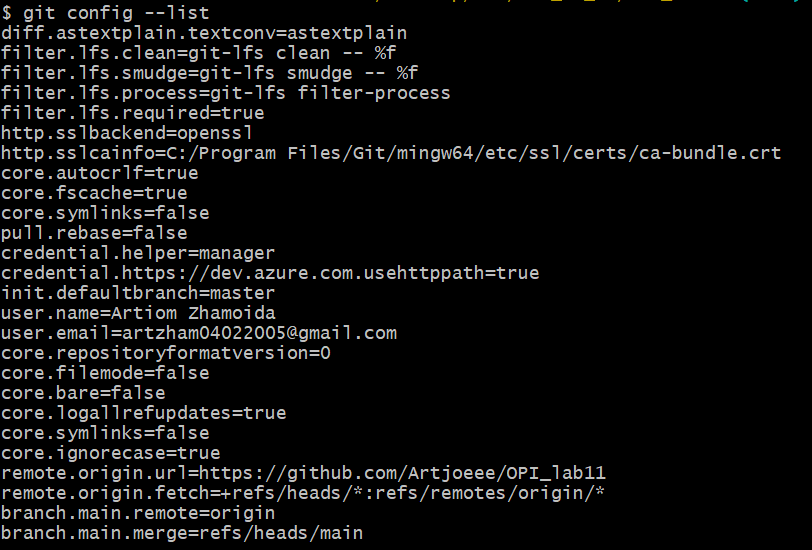 $ git config --list
diff.astextplain.textconv=astextplain
filter.lfs.clean=git-lfs clean -- %f
filter.lfs.smudge=git-lfs smudge -- %f
filter.lfs.process=git-lfs filter-process
filter.lfs.required=true
http.sslbackend=openssl
http.sslcainfo=C:/Program Files/Git/mingw64/etc/ssl/certs/ca-bundle.crt
core.autocrlf=true
core.fscache=true
core.symlinks=false
pull.rebase=false
credential.helper=manager
credential.https://dev.azure.com.usehttppath=true
init.defaultbranch=master
user.name=Artiom Zhamoida
user.email=artzham04022005@gmail.com
core.repositoryformatversion=0
core.filemode=false
core.bare=false
core.logallrefupdates=true
core.symlinks=false
core.ignorecase=true
remote.origin.url=https://github.com/Artjoeee/OPI_lab11
remote.origin.fetch=+refs/heads/*:refs/remotes/origin/*
branch.main.remote=origin
branch.main.merge=refs/heads/main